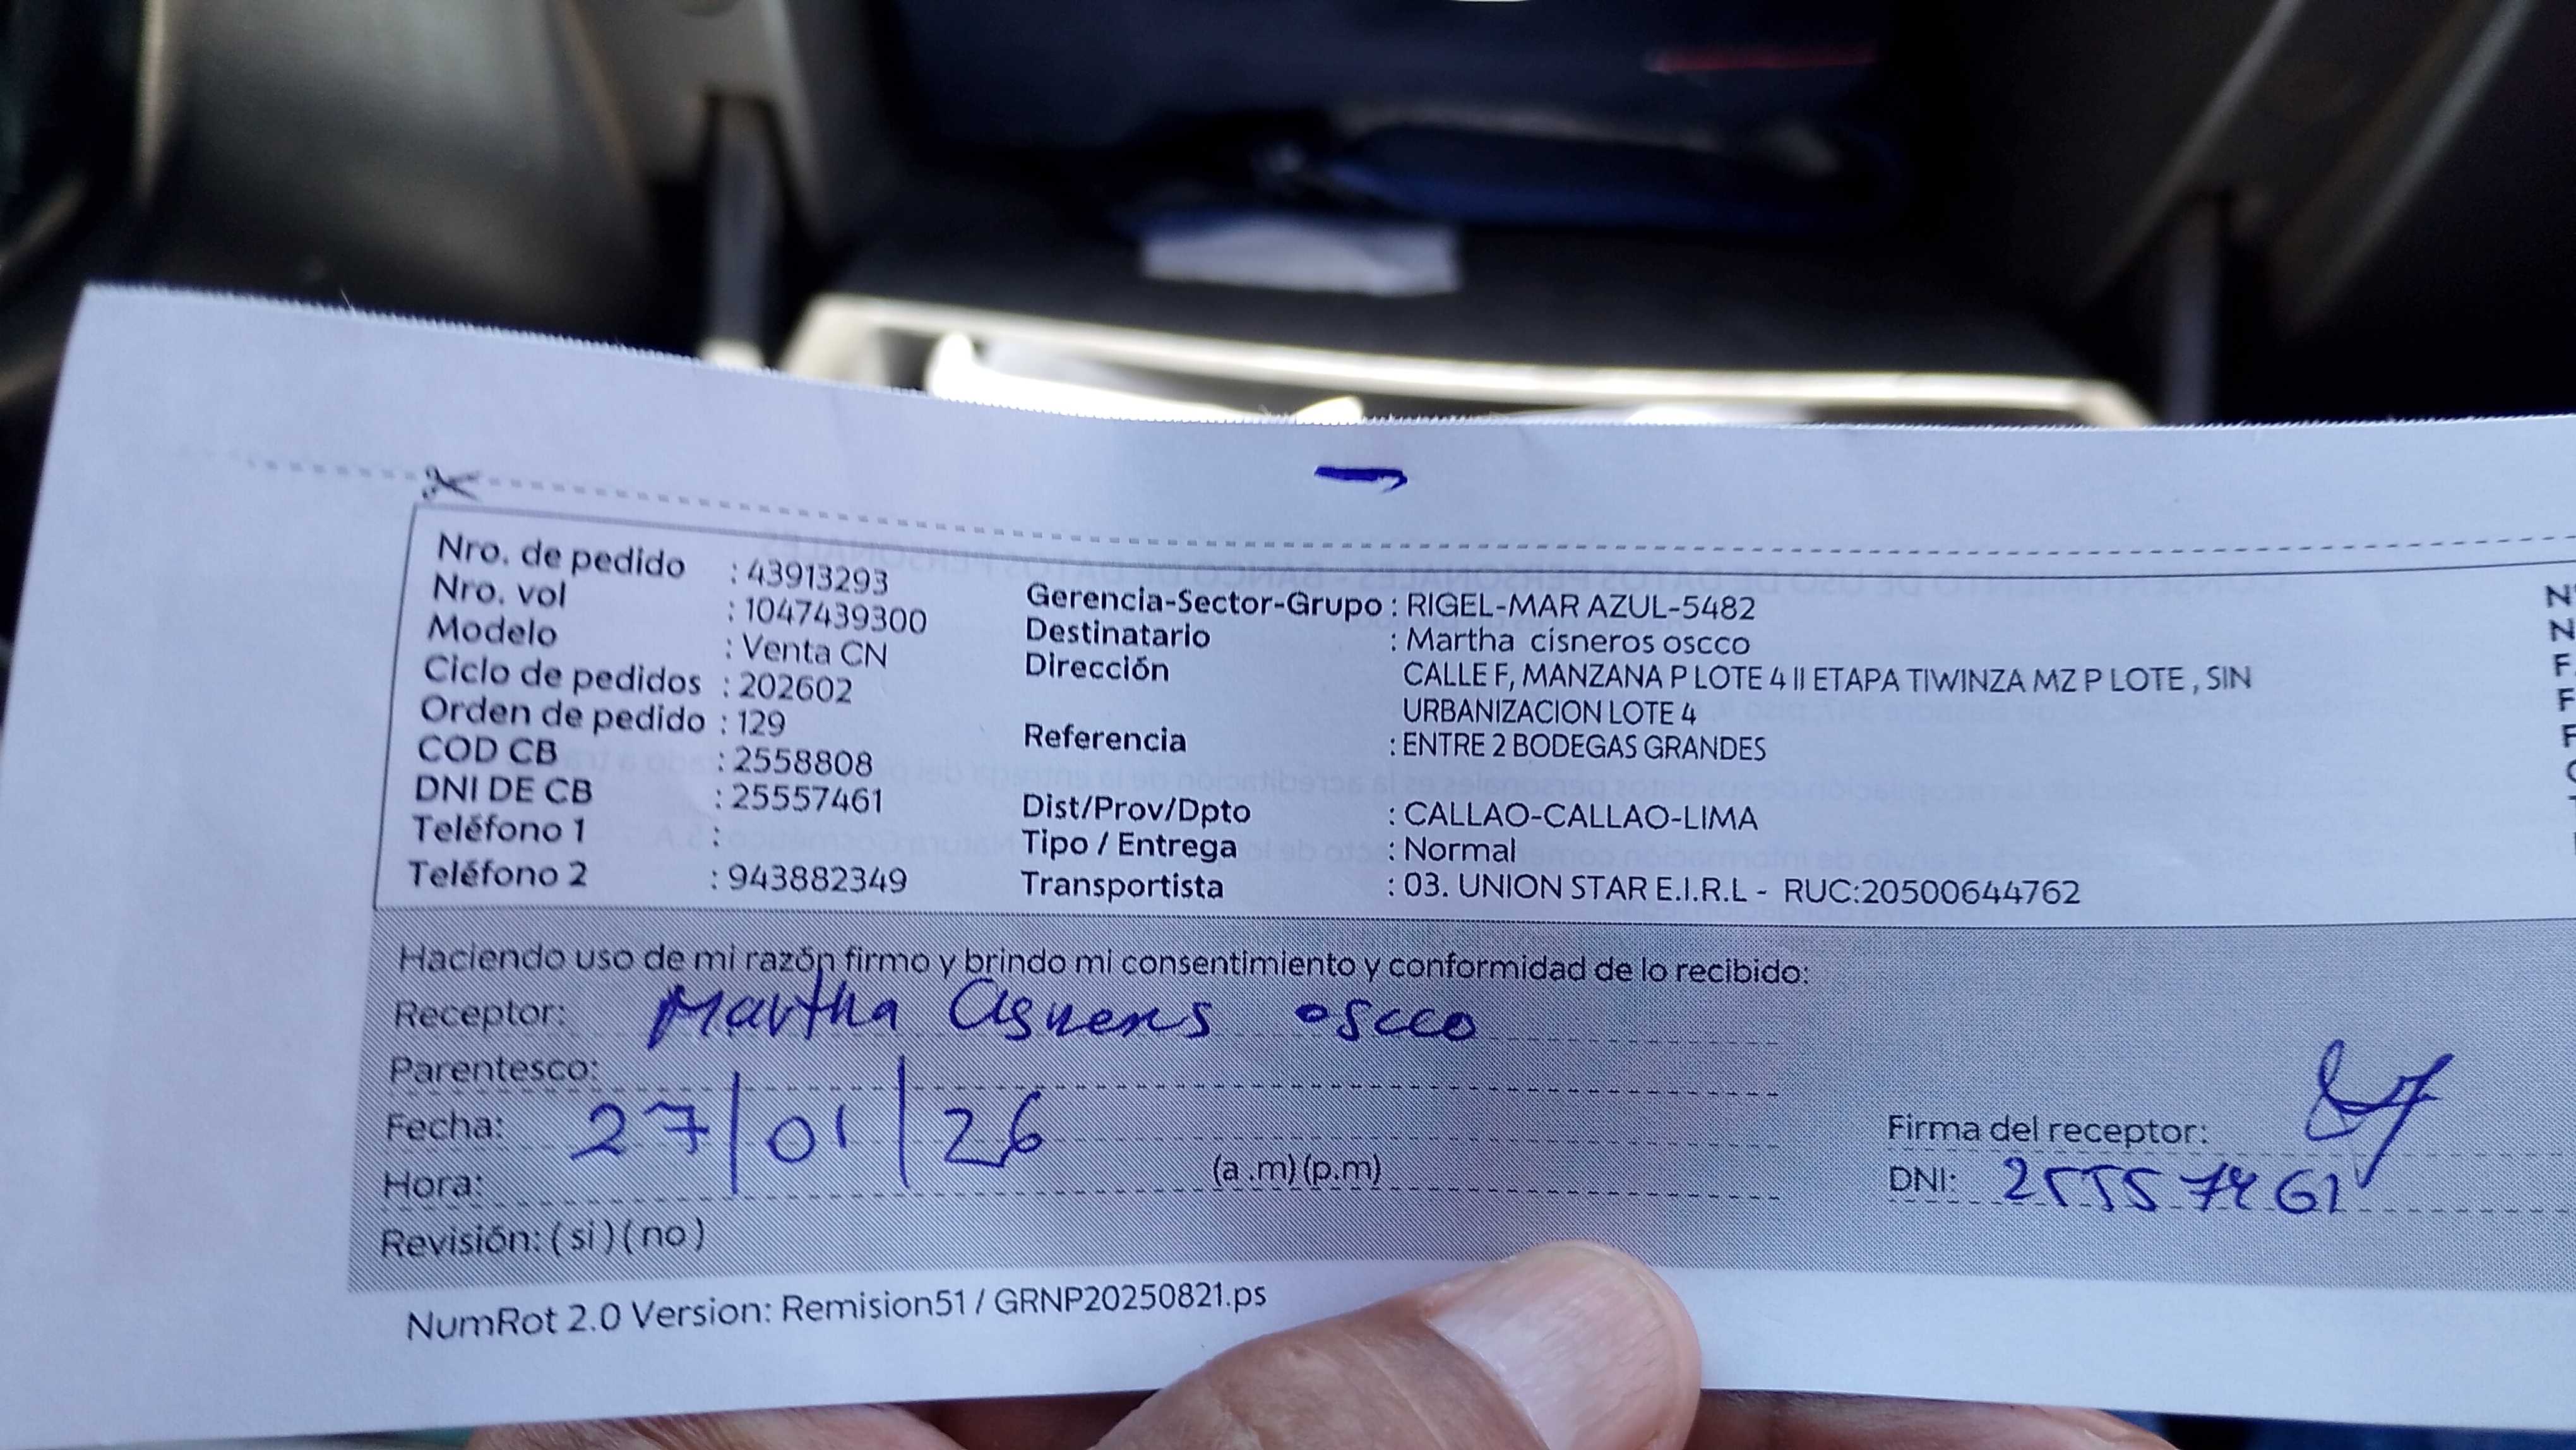 Nro. de pedido : 43913293
Nro. vol : 1047439300
Modelo : Venta CN
Ciclo de pedidos : 202602
Orden de pedido : 129
COD CB : 2558808
DNI DE CB : 25557461
Teléfono 1 :
Teléfono 2 : 943882349
Gerencia-Sector-Grupo : RIGEL-MAR AZUL-5482
Destinatario : Martha cisneros oscco
Dirección CALLE F, MANZANA P LOTE 4 II ETAPA TIWINZA MZ P LOTE , SIN
URBANIZACION LOTE 4
Referencia : ENTRE 2 BODEGAS GRANDES
Dist/Prov/Dpto : CALLAO-CALLAO-LIMA
Tipo / Entrega : Normal
Transportista : 03. UNION STAR E.I.R.L - RUC:20500644762
Haciendo uso de mi razón firmo y brindo mi consentimiento y conformidad de lo recibido:
Receptor: Martha Cisneros oscco
Parentesco:
Fecha: 27/01/26
Hora: (a .m) (p.m)
Revisión: ( si ) ( no )
Firma del receptor:
DNI: 25557461
NumRot 2.0 Version: Remision51 / GRNP20250821.ps